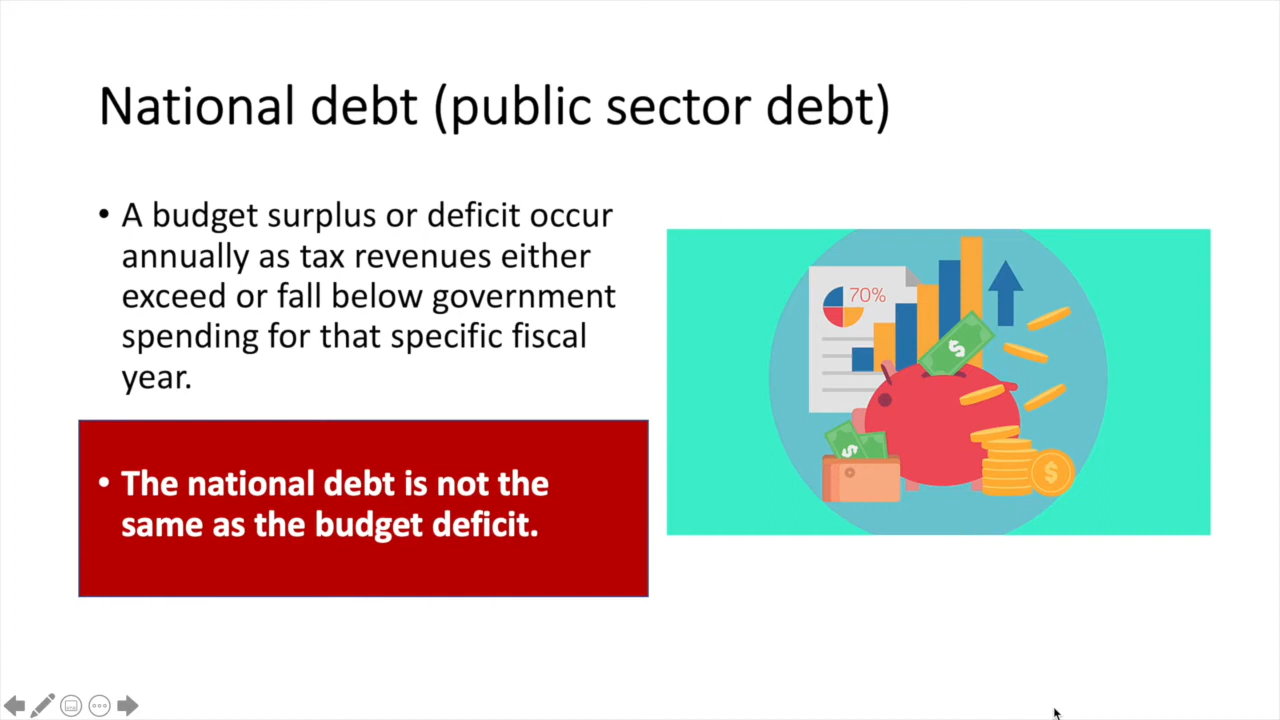 National debt (public sector debt)
• A budget surplus or deficit occur
annually as tax revenues either
exceed or fall below government
spending for that specific fiscal
year.
• The national debt is not the
same as the budget deficit.
70%
$
$
$